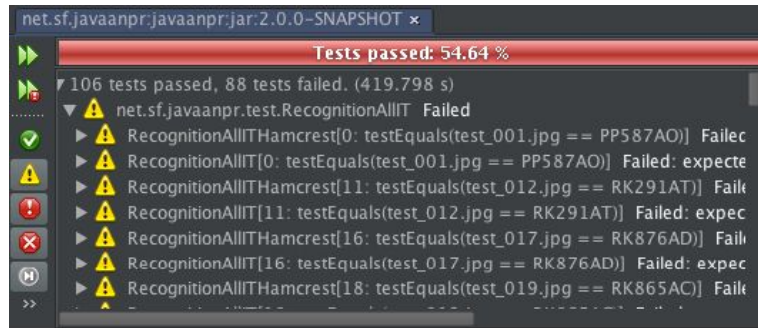 net.sf.javaanpr:javaanpr:jar:2.0.0-SNAPSHOT ×
Tests passed: 54.64 %
106 tests passed, 88 tests failed. (419.798 s)
net.sf.javaanpr.test.RecognitionAllIT Failed
RecognitionAllITHamcrest[0: testEquals(test_001.jpg == PP587AO)] Failed
RecognitionAllIT[0: testEquals(test_001.jpg == PP587AO)] Failed: expecte
RecognitionAllITHamcrest[11: testEquals(test_012.jpg == RK291AT)] Faile
RecognitionAllIT[11: testEquals(test_012.jpg == RK291AT)] Failed: expec
RecognitionAllITHamcrest[16: testEquals(test_017.jpg == RK876AD)] Faile
RecognitionAllIT[16: testEquals(test_017.jpg == RK876AD)] Failed: expec
RecognitionAllITHamcrest[18: testEquals(test_019.jpg == RK865AC)] Faile